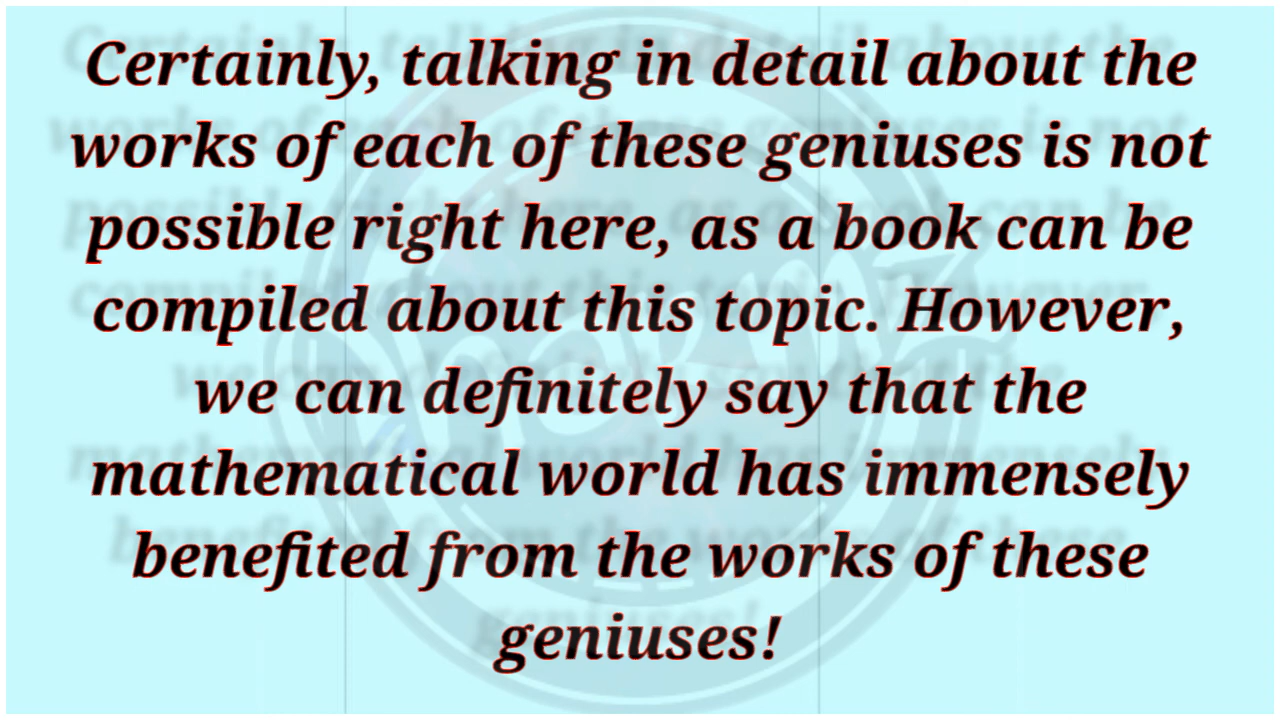 Certainly, talking in detail about the
works of each of these geniuses is not
possible right here, as a book can be
compiled about this topic. However,
we can definitely say that the
mathematical world has immensely
benefited from the works of these
geniuses!